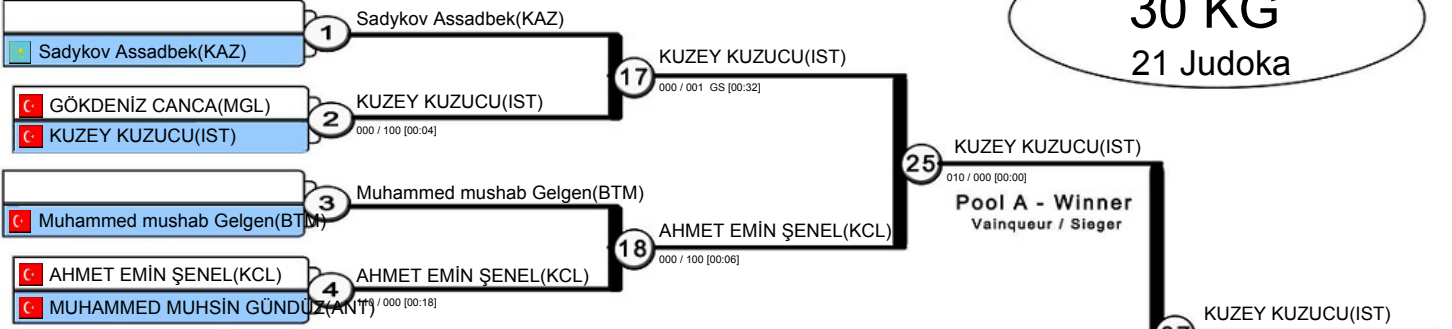 30 KG
21 Judoka
Sadykov Assadbek(KAZ)
1
Sadykov Assadbek(KAZ)
17
KUZEY KUZUCU(IST)
000 / 001 GS [00:32]
GÖKDENİZ CANCA(MGL)
KUZEY KUZUCU(IST)
2
KUZEY KUZUCU(IST)
000 / 100 [00:04]
25
KUZEY KUZUCU(IST)
010 / 000 [00:00]
Pool A - Winner
Vainqueur / Sieger
Muhammed mushab Gelgen(BTM)
3
Muhammed mushab Gelgen(BTM)
18
AHMET EMİN ŞENEL(KCL)
000 / 100 [00:06]
AHMET EMİN ŞENEL(KCL)
MUHAMMED MUHSİN GÜNDÜZ(ANT)
4
AHMET EMİN ŞENEL(KCL)
110 / 000 [00:18]
KUZEY KUZUCU(IST)